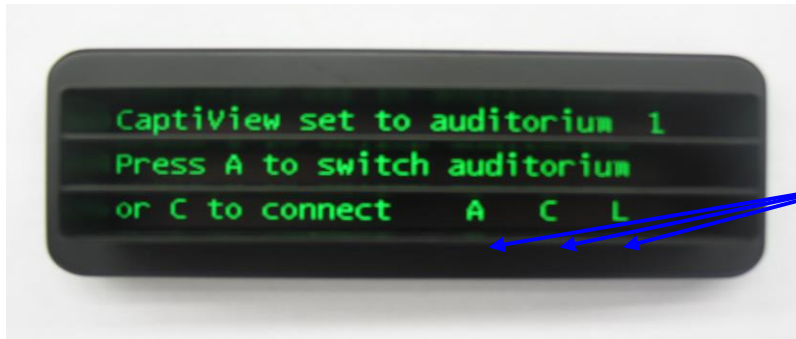 CaptiView set to auditorium 1
Press A to switch auditorium
or C to connect A C L